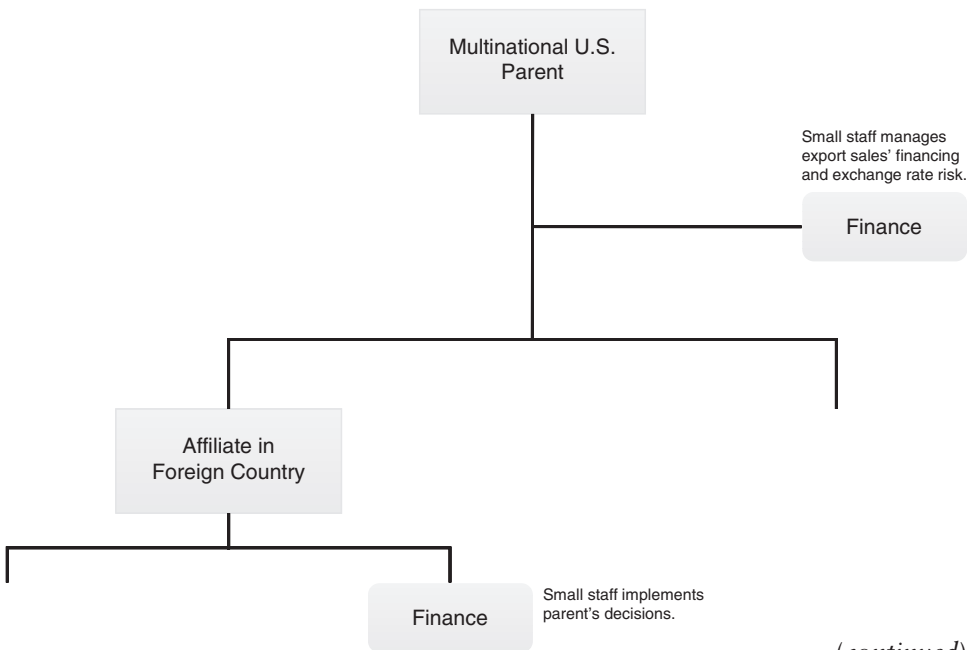 Multinational U.S.
Parent
Small staff manages
export sales’ financing
and exchange rate risk.
Finance
Affiliate in
Foreign Country
Finance
Small staff implements
parent’s decisions.
(continued)